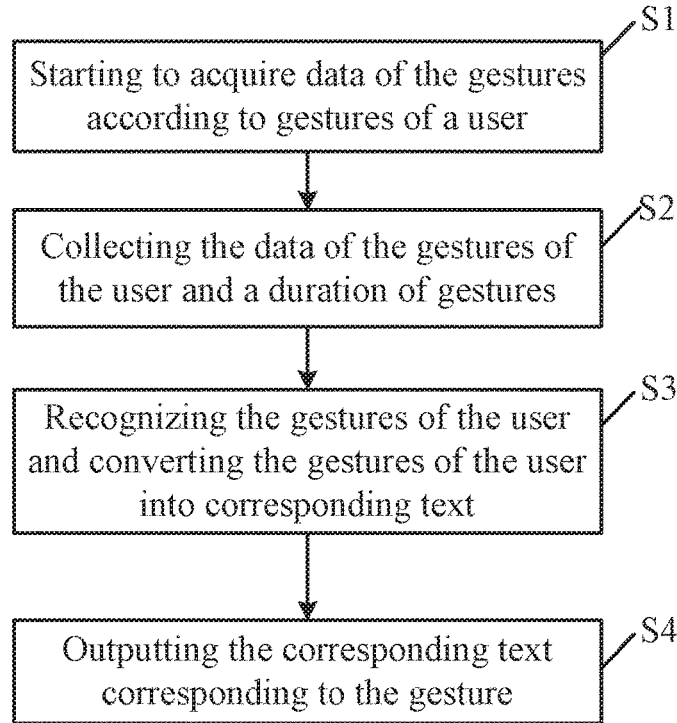 S1
Starting to acquire data of the gestures
according to gestures of a user
S2
Collecting the data of the gestures of
the user and a duration of gestures
S3
Recognizing the gestures of the user
and converting the gestures of the user
into corresponding text
S4
Outputting the corresponding text
corresponding to the gesture